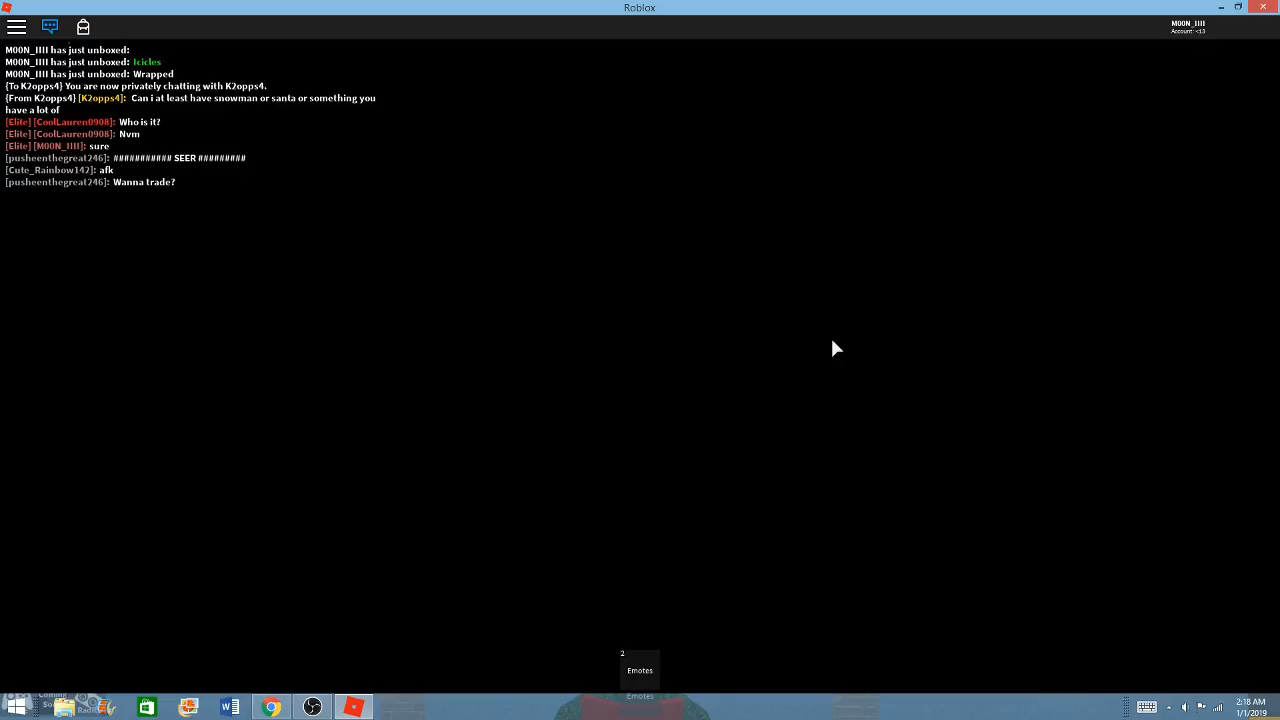 Roblox
M00N_IIII
Account: <13
M00N_IIII has just unboxed:
M00N_IIII has just unboxed: Icicles
M00N_IIII has just unboxed: Wrapped
{To K2opps4} You are now privately chatting with K2opps4.
{From K2opps4} [K2opps4]: Can i at least have snowman or santa or something you
have a lot of
[Elite] [CoolLauren0908]: Who is it?
[Elite] [CoolLauren0908]: Nvm
[Elite] [M00N_IIII]: sure
[pusheenthegreat246]: ########### SEER #########
[Cute_Rainbow142]: afk
[pusheenthegreat246]: Wanna trade?
2
Emotes
Emotes
Coming
Radi
2:18 AM
1/1/2019